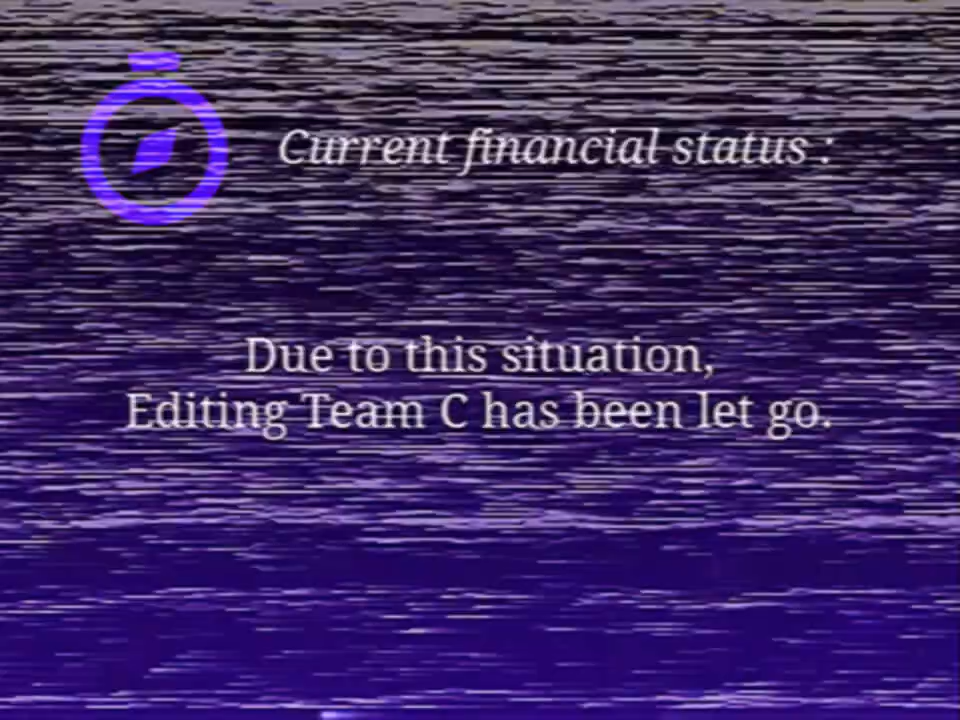 Current financial status :
Due to this situation,
Editing Team C has been let go.